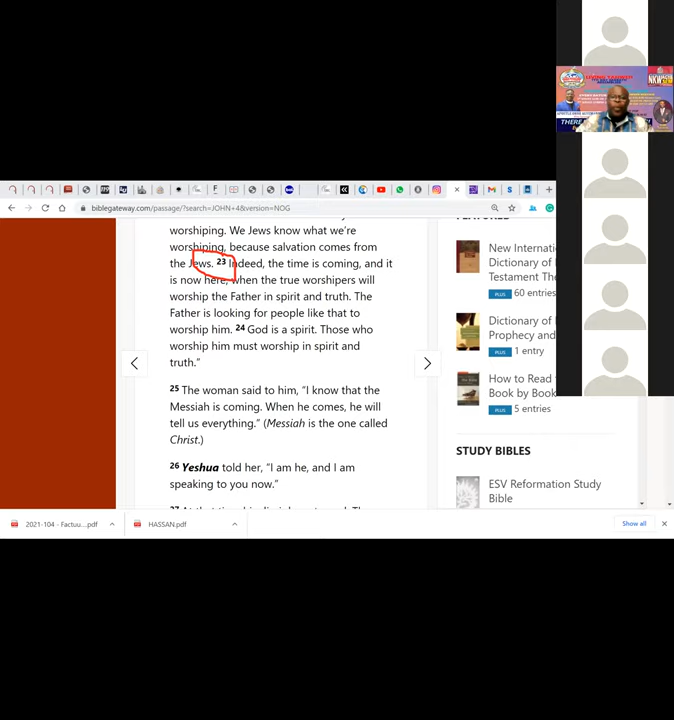 LIVING YAHWEH
biblegateway.com/passage/?search=JOHN+4&version=NOG
worshiping. We Jews know what we're
worshiping, because salvation comes from
the Jews. 23 Indeed, the time is coming, and it
is now here, when the true worshipers will
worship the Father in spirit and truth. The
Father is looking for people like that to
worship him. 24 God is a spirit. Those who
worship him must worship in spirit and
truth."
25 The woman said to him, "I know that the
Messiah is coming. When he comes, he will
tell us everything." (Messiah is the one called
Christ.)
26 Yeshua told her, "I am he, and I am
speaking to you now."
New Internati
Dictionary of
Testament The
PLUS 60 entries
Dictionary of
Prophecy and
PLUS 1 entry
How to Read
Book by Book
PLUS 5 entries
STUDY BIBLES
ESV Reformation Study
Bible
2021-104 - Factuu....pdf
HASSAN.pdf
Show all